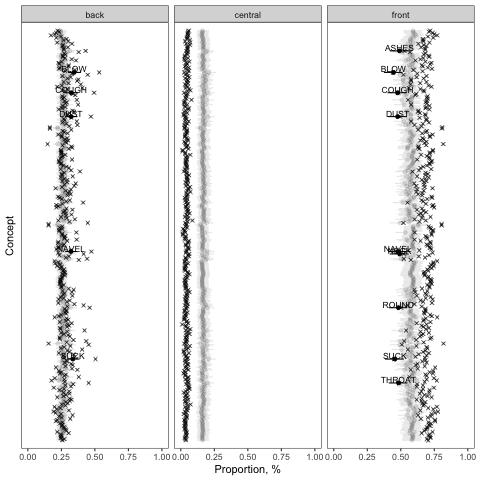 back
central
front
ASHES
BLOW
BLOW
COUGH
COUGH
DUST
DUST
NAVEL
NAVEL
ROUND
SUCK
SUCK
THROAT
Concept
0.00 0.25 0.50 0.75 1.00 0.00 0.25 0.50 0.75 1.00 0.00 0.25 0.50 0.75 1.00
Proportion, %